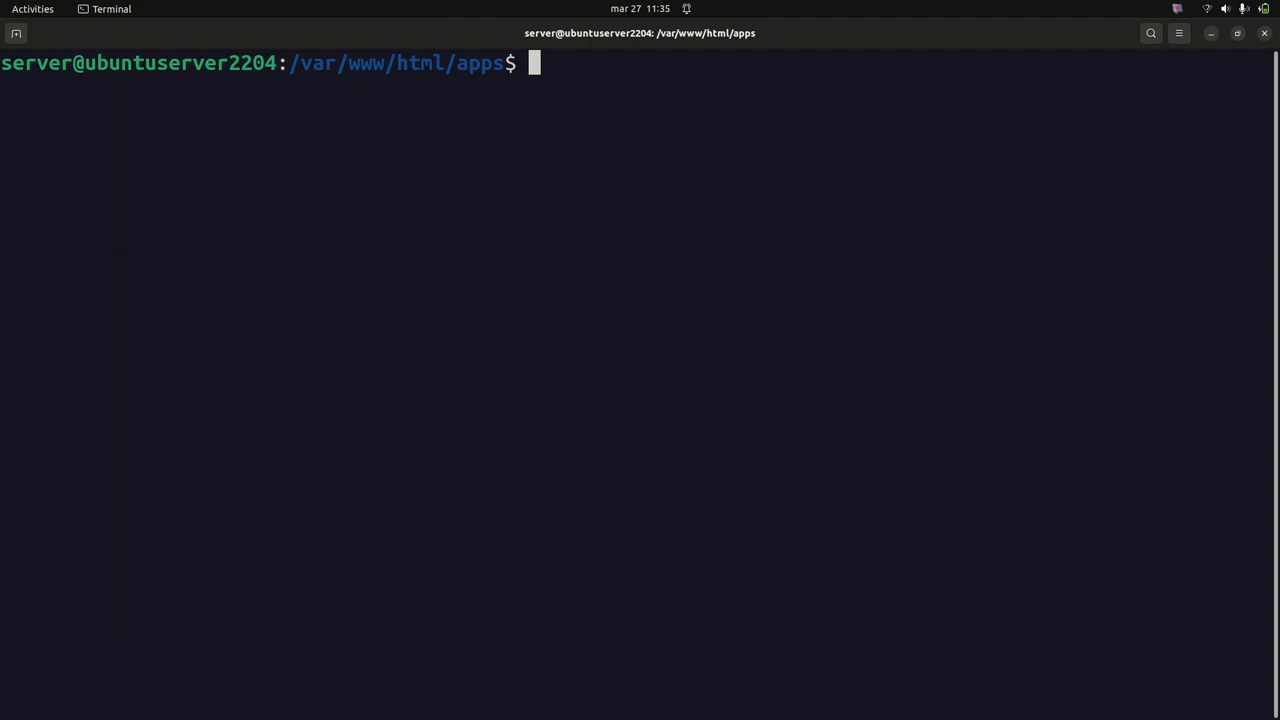 Activities
Terminal
mar 27 11:35
server@ubuntuserver2204: /var/www/html/apps
server@ubuntuserver2204:/var/www/html/apps$